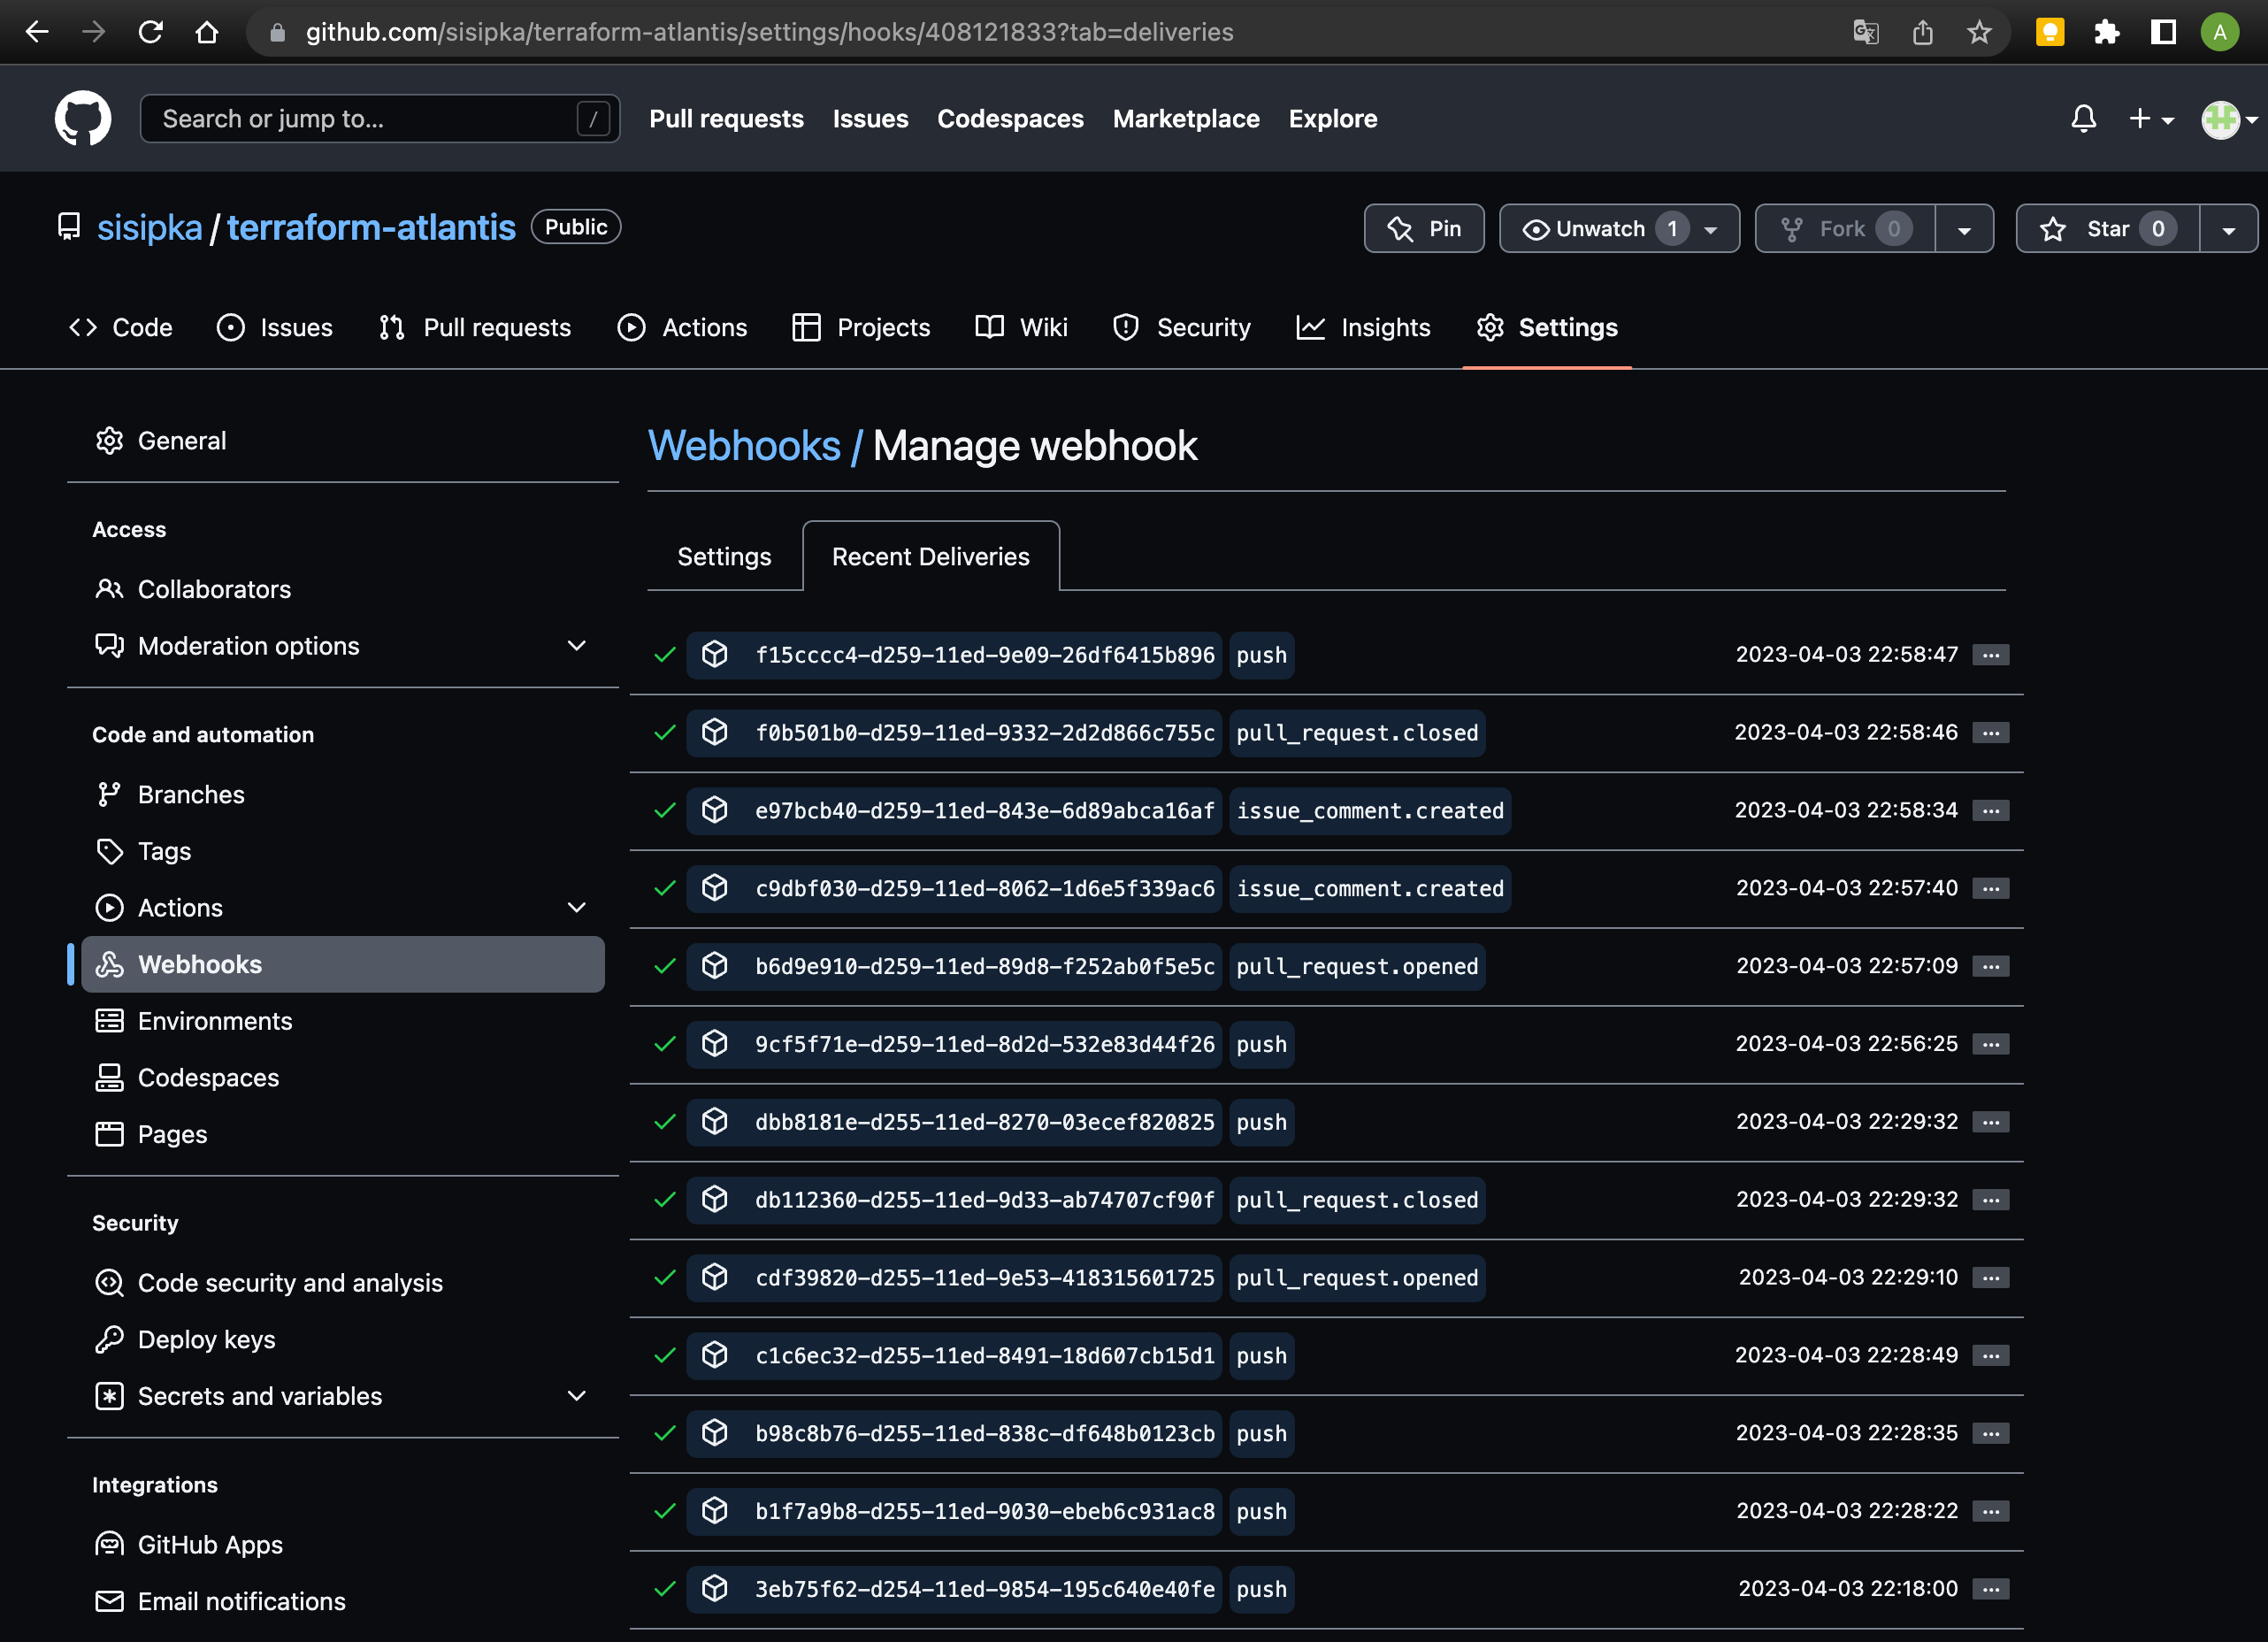 github.com/sisipka/terraform-atlantis/settings/hooks/408121833?tab=deliveries
A
Search or jump to... /
Pull requests Issues Codespaces Marketplace Explore
sisipka / terraform-atlantis Public
Pin Unwatch 1 Fork 0 Star 0
Code Issues Pull requests Actions Projects Wiki Security Insights Settings
General
Access
Collaborators
Moderation options
Code and automation
Branches
Tags
Actions
Webhooks
Environments
Codespaces
Pages
Security
Code security and analysis
Deploy keys
Secrets and variables
Integrations
GitHub Apps
Email notifications
Webhooks / Manage webhook
Settings Recent Deliveries
f15cccc4-d259-11ed-9e09-26df6415b896 push 2023-04-03 22:58:47
f0b501b0-d259-11ed-9332-2d2d866c755c pull_request.closed 2023-04-03 22:58:46
e97bcb40-d259-11ed-843e-6d89abca16af issue_comment.created 2023-04-03 22:58:34
c9dbf030-d259-11ed-8062-1d6e5f339ac6 issue_comment.created 2023-04-03 22:57:40
b6d9e910-d259-11ed-89d8-f252ab0f5e5c pull_request.opened 2023-04-03 22:57:09
9cf5f71e-d259-11ed-8d2d-532e83d44f26 push 2023-04-03 22:56:25
dbb8181e-d255-11ed-8270-03ecef820825 push 2023-04-03 22:29:32
db112360-d255-11ed-9d33-ab74707cf90f pull_request.closed 2023-04-03 22:29:32
cdf39820-d255-11ed-9e53-418315601725 pull_request.opened 2023-04-03 22:29:10
c1c6ec32-d255-11ed-8491-18d607cb15d1 push 2023-04-03 22:28:49
b98c8b76-d255-11ed-838c-df648b0123cb push 2023-04-03 22:28:35
b1f7a9b8-d255-11ed-9030-ebeb6c931ac8 push 2023-04-03 22:28:22
3eb75f62-d254-11ed-9854-195c640e40fe push 2023-04-03 22:18:00